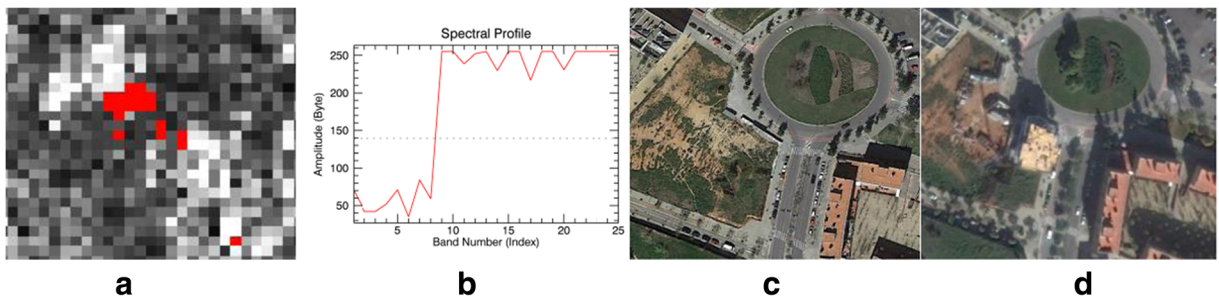 Spectral Profile
Amplitude (Byte)
250
200
150
100
50
5
10
15
20
25
Band Number (Index)
a
b
c
d